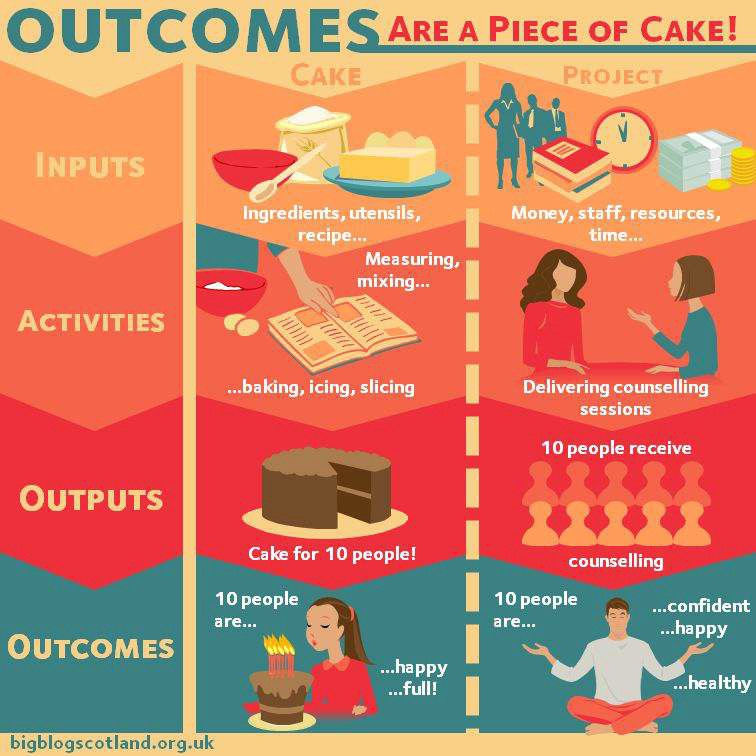 OUTCOMES ARE A PIECE OF CAKE!
CAKE
PROJECT
INPUTS
Ingredients, utensils,
recipe...
Money, staff, resources,
time...
ACTIVITIES
Measuring,
mixing...
...baking, icing, slicing
Delivering counselling
sessions
OUTPUTS
Cake for 10 people!
10 people receive
counselling
OUTCOMES
10 people
are...
...happy
...full!
10 people
are...
...confident
...happy
...healthy
bigblogscotland.org.uk